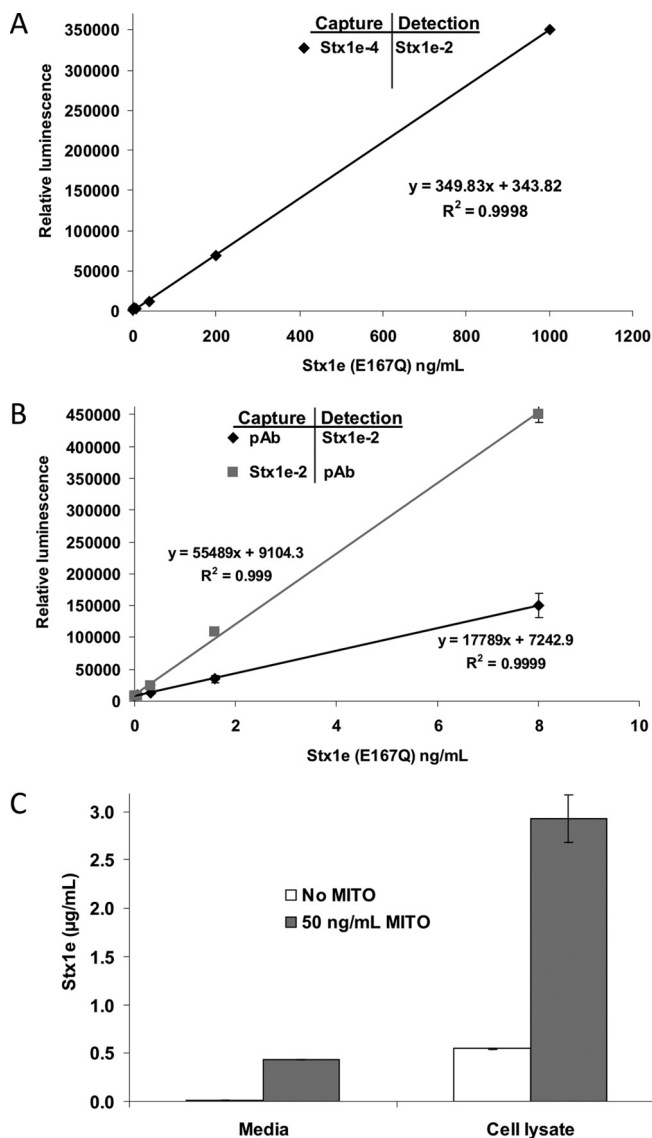 A
Capture Detection
Stx1e-4 Stx1e-2
350000
300000
250000
200000
150000
100000
50000
0
Relative luminescence
y = 349.83x + 343.82
R² = 0.9998
0 200 400 600 800 1000 1200
Stx1e (E167Q) ng/mL
B
Capture Detection
pAb Stx1e-2
Stx1e-2 pAb
450000
400000
350000
300000
250000
200000
150000
100000
50000
0
Relative luminescence
y = 55489x + 9104.3
R² = 0.999
y = 17789x + 7242.9
R² = 0.9999
0 2 4 6 8 10
Stx1e (E167Q) ng/mL
C
3.0
2.5
2.0
1.5
1.0
0.5
0.0
Stx1e (µg/mL)
No MITO
50 ng/mL MITO
Media Cell lysate